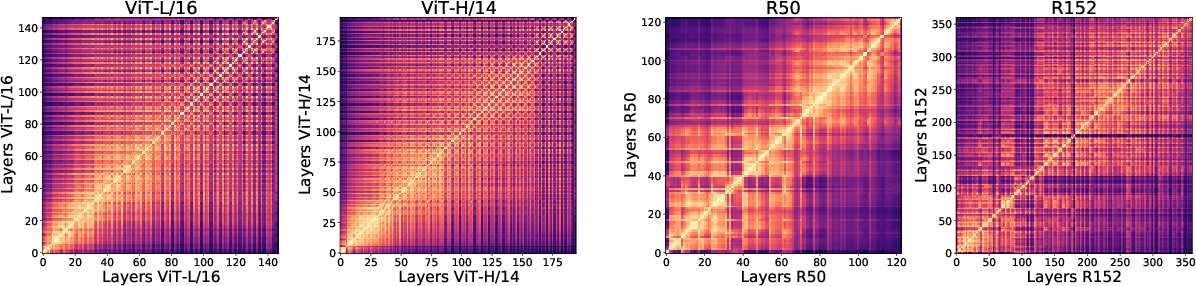 ViT-L/16
Layers ViT-L/16
140
120
100
80
60
40
20
0
0 20 40 60 80 100 120 140
Layers ViT-L/16
ViT-H/14
Layers ViT-H/14
175
150
125
100
75
50
25
0
0 25 50 75 100 125 150 175
Layers ViT-H/14
R50
Layers R50
120
100
80
60
40
20
0
0 20 40 60 80 100 120
Layers R50
R152
Layers R152
350
300
250
200
150
100
50
0
0 50 100 150 200 250 300 350
Layers R152